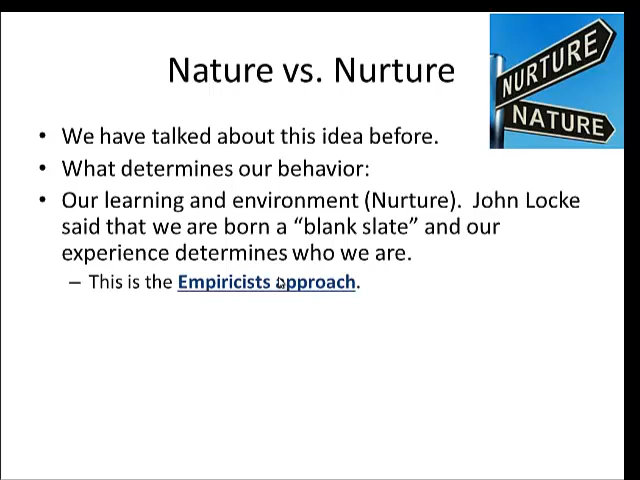 Nature vs. Nurture
NURTURE
NATURE
• We have talked about this idea before.
• What determines our behavior:
• Our learning and environment (Nurture). John Locke
said that we are born a “blank slate” and our
experience determines who we are.
– This is the Empiricists approach.